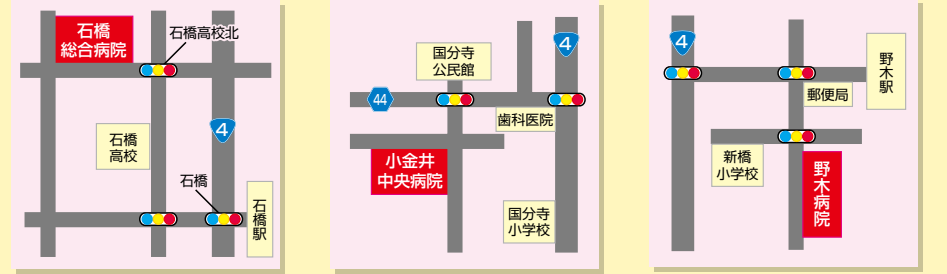 石橋
総合病院
石橋高校北
4
石橋
高校
石橋
石橋駅
国分寺
公民館
4
44
歯科医院
小金井
中央病院
国分寺
小学校
4
野木駅
郵便局
新橋
小学校
野木病院